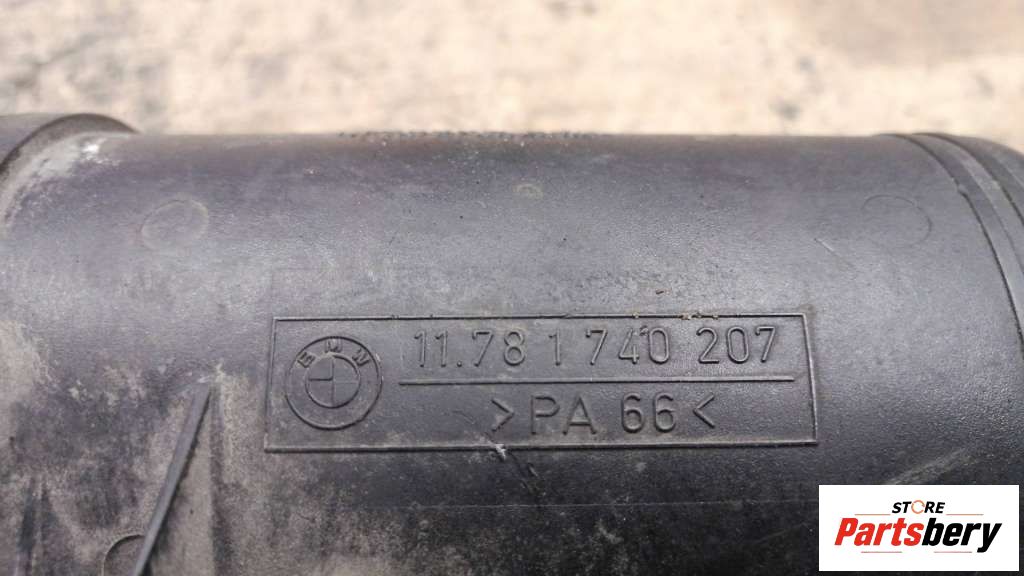 BMW
11.78 1 740 207
>PA 66<
STORE
Partsbery